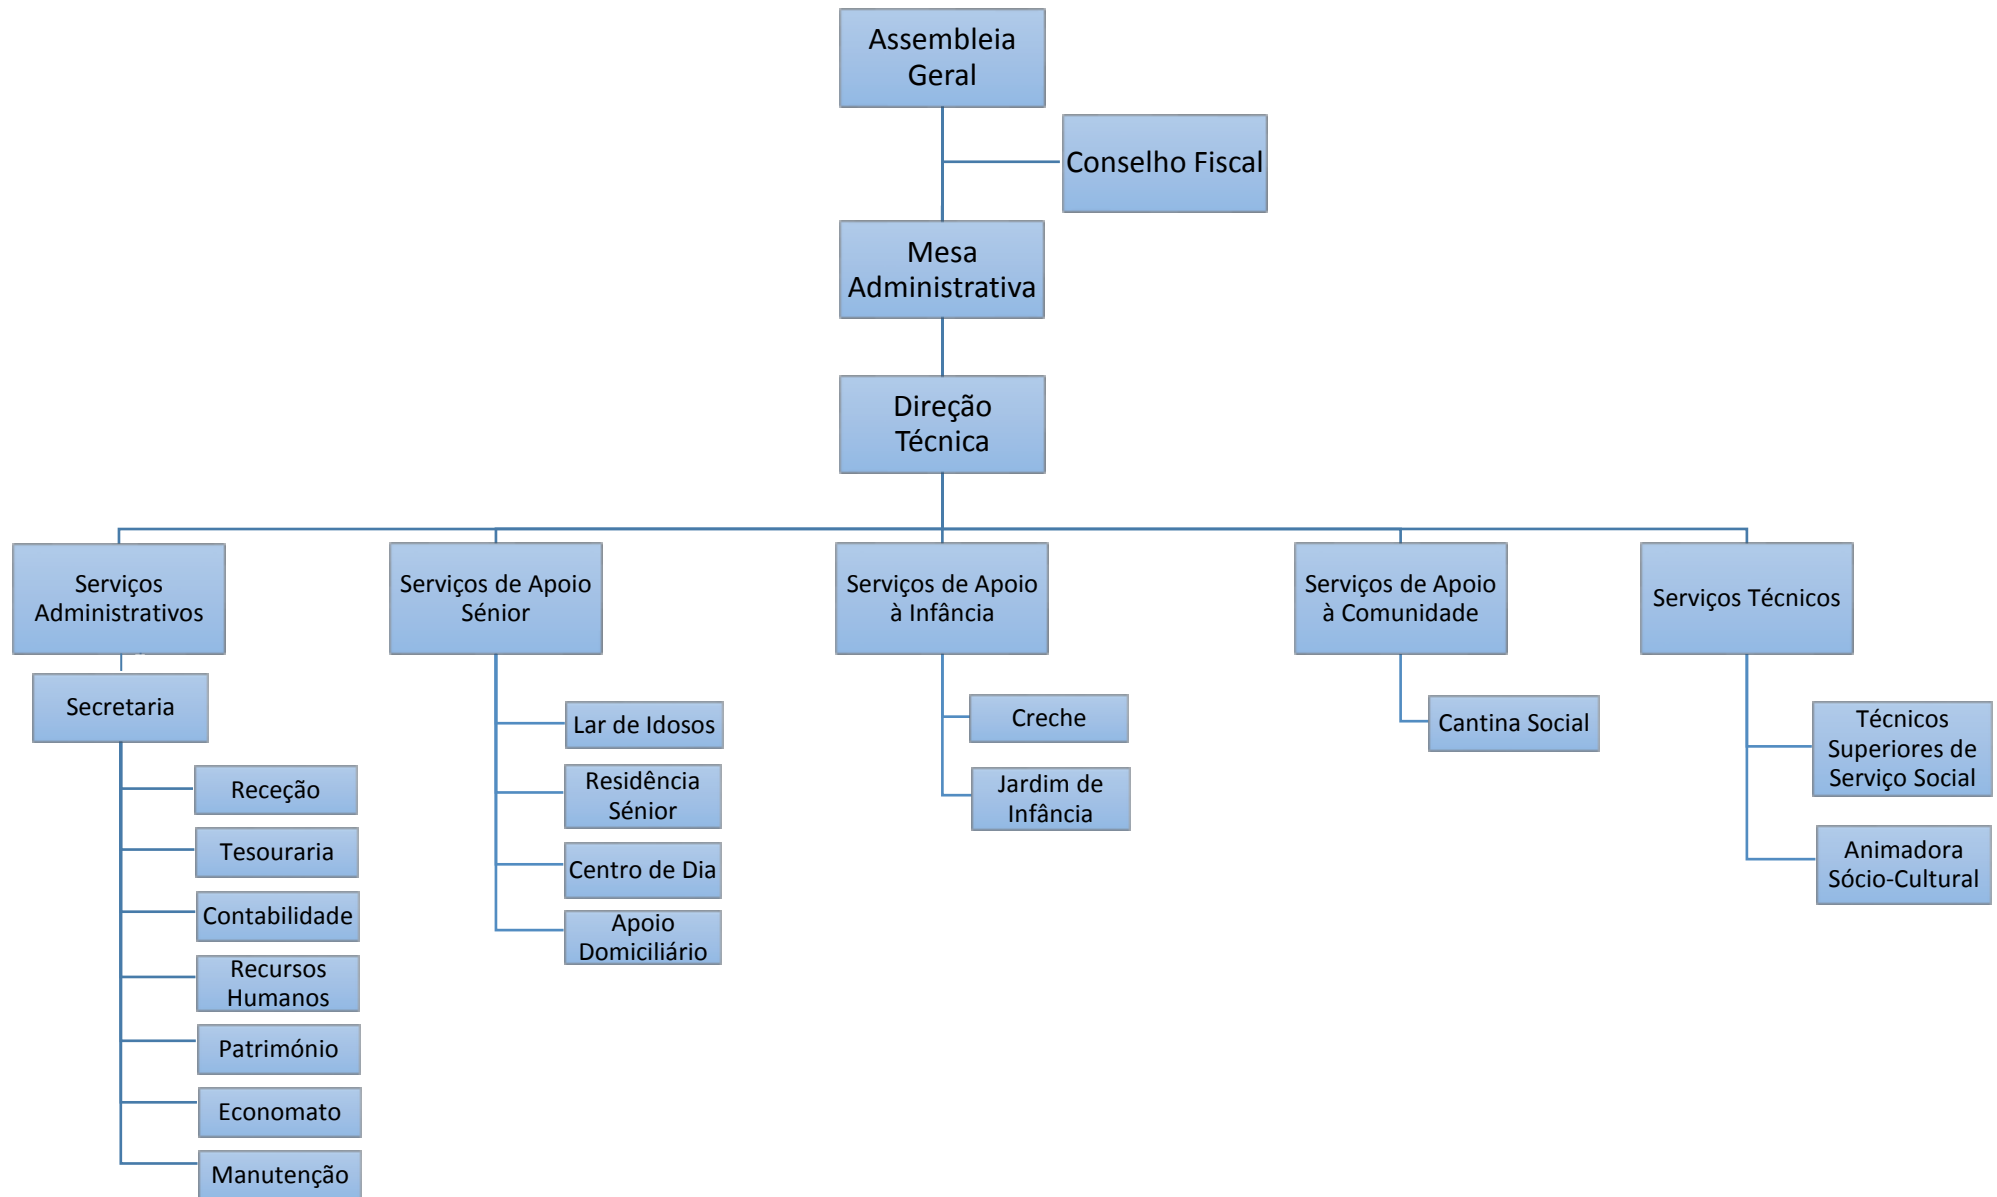 Assembleia
Geral
Conselho Fiscal
Mesa
Administrativa
Direção
Técnica
Serviços
Administrativos
Serviços de Apoio
Sénior
Serviços de Apoio
à Infância
Serviços de Apoio
à Comunidade
Serviços Técnicos
Secretaria
Receção
Tesouraria
Contabilidade
Recursos
Humanos
Património
Economato
Manutenção
Lar de Idosos
Residência
Sénior
Centro de Dia
Apoio
Domiciliário
Creche
Jardim de
Infância
Cantina Social
Técnicos
Superiores de
Serviço Social
Animadora
Sócio-Cultural